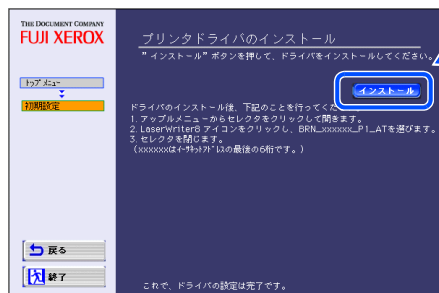 THE DOCUMENT COMPANY
FUJI XEROX
プリンタドライバのインストール
"インストール"ボタンを押して、ドライバをインストールしてください。
トップメニュー
インストール
初期設定
ドライバのインストール後、下記のことを行ってくだ
1. アップルメニューからセレクタをクリックして開きます。
2. LaserWriter8 アイコンをクリックし、BRN_xxxxxx_P1_ATを選びます。
3. セレクタを閉じます。
(xxxxxxはイーサネットアドレスの最後の6桁です。)
戻る
終了
これで、ドライバの設定は完了です。